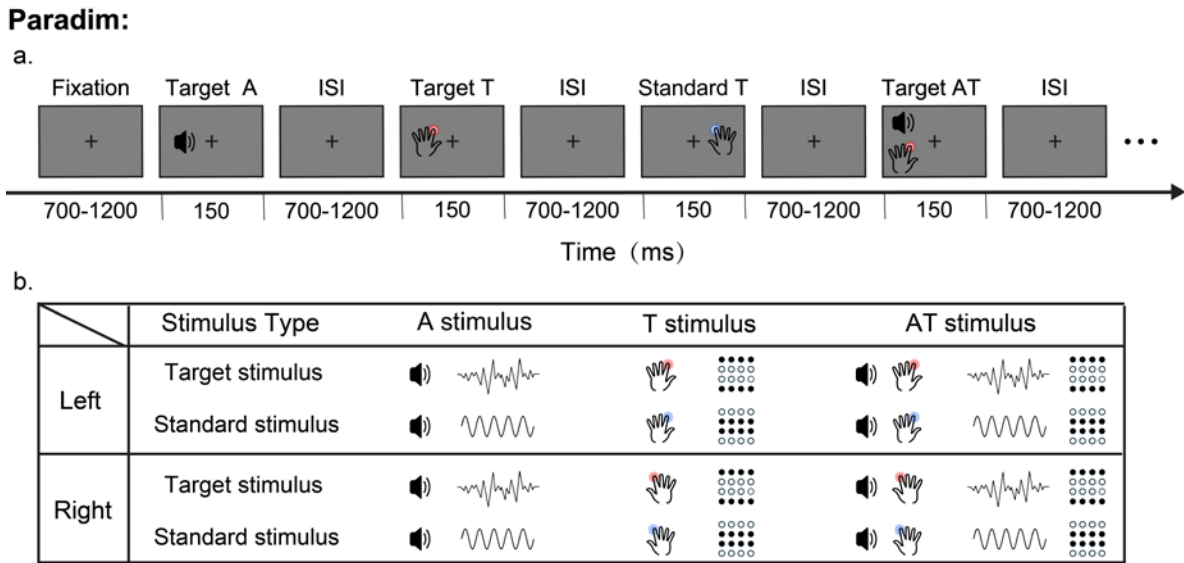 Paradim:
a.
Fixation Target A ISI Target T ISI Standard T ISI Target AT ISI
700-1200 150 700-1200 150 700-1200 150 700-1200 150 700-1200
Time (ms)
b.
Stimulus Type A stimulus T stimulus AT stimulus
Left
Target stimulus
Standard stimulus
Right
Target stimulus
Standard stimulus